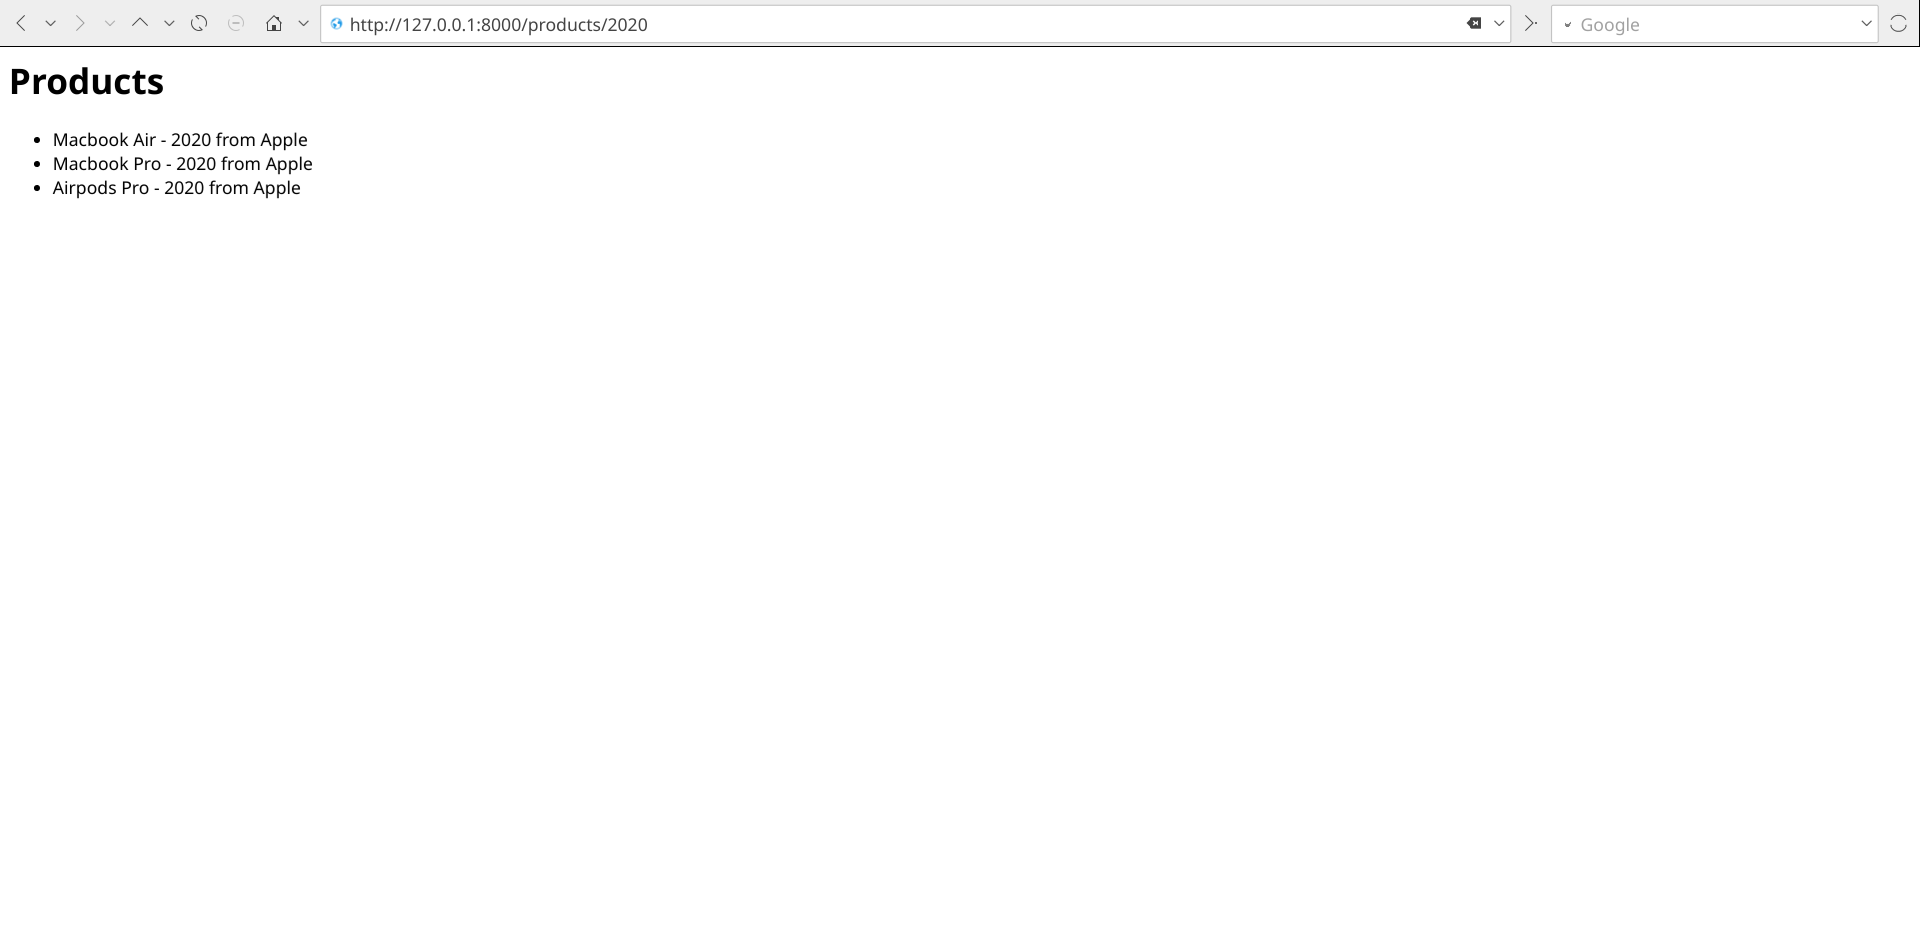 http://127.0.0.1:8000/products/2020
Google
Products
Macbook Air - 2020 from Apple
Macbook Pro - 2020 from Apple
Airpods Pro - 2020 from Apple